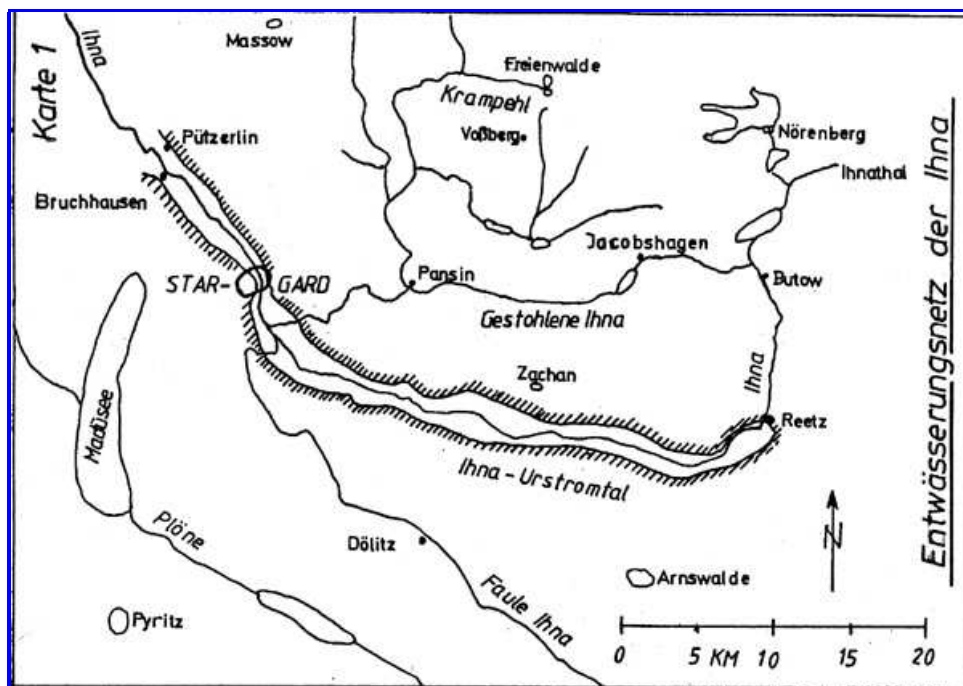 Karte 1
Ihna
Massow
Freienwalde
Krampehl
Voßberg
Nörenberg
Ihnathal
Pützerlin
Bruchhausen
STAR-GARD
Pansin
Jacobshagen
Butow
Gestohlene Ihna
Zachan
Ihna
Reetz
Madüsee
Ihna - Urstromtal
Plöne
Dölitz
Faule Ihna
Pyritz
Arnswalde
N
0 5 KM 10 15 20
Entwässerungsnetz der Ihna